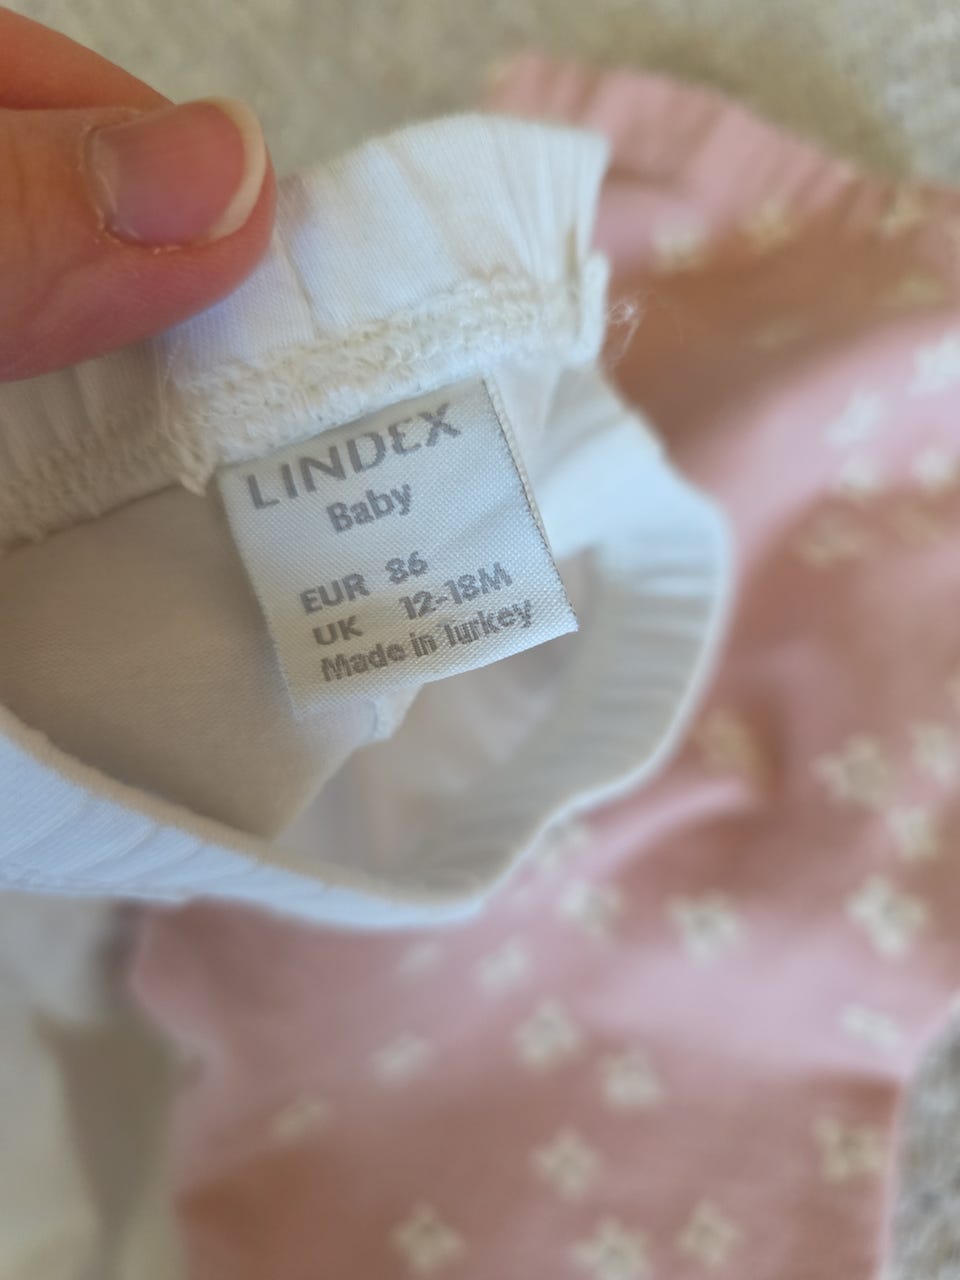 LINDEX
Baby
EUR 86
UK 12-18M
Made in Turkey